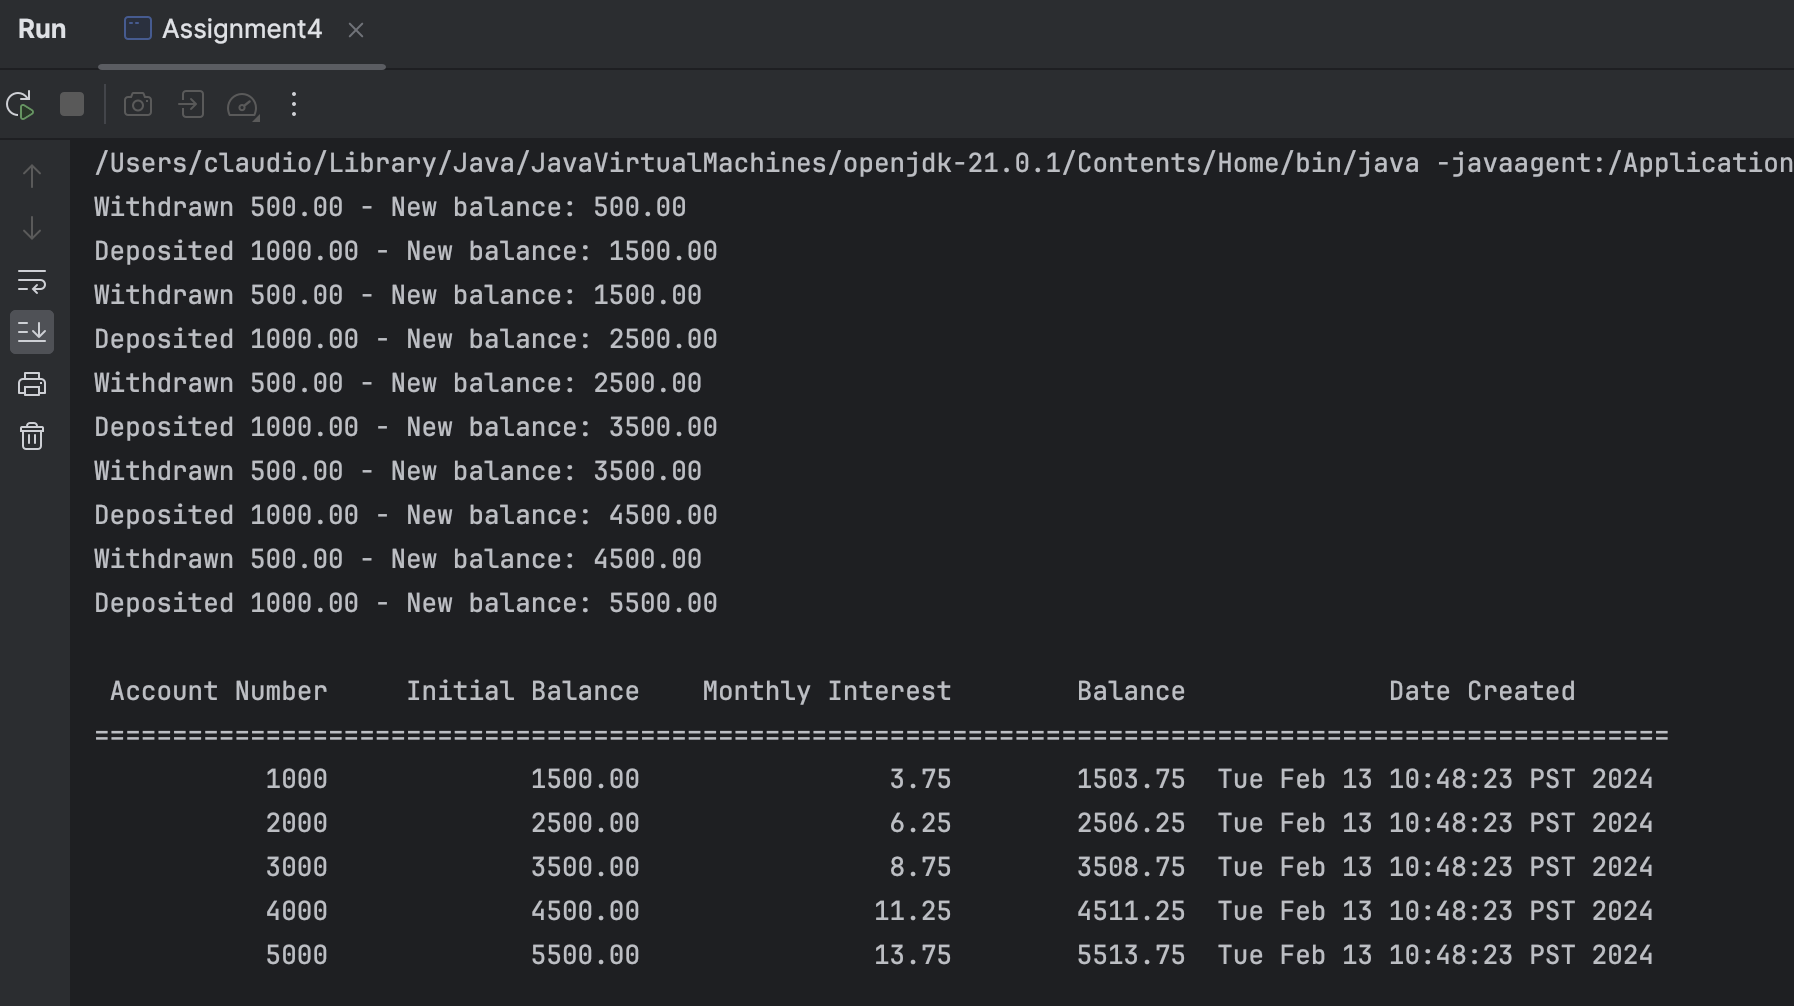 Run Assignment4
/Users/claudio/Library/Java/JavaVirtualMachines/openjdk-21.0.1/Contents/Home/bin/java -javaagent:/Application
Withdrawn 500.00 - New balance: 500.00
Deposited 1000.00 - New balance: 1500.00
Withdrawn 500.00 - New balance: 1500.00
Deposited 1000.00 - New balance: 2500.00
Withdrawn 500.00 - New balance: 2500.00
Deposited 1000.00 - New balance: 3500.00
Withdrawn 500.00 - New balance: 3500.00
Deposited 1000.00 - New balance: 4500.00
Withdrawn 500.00 - New balance: 4500.00
Deposited 1000.00 - New balance: 5500.00
Account Number Initial Balance Monthly Interest Balance Date Created
=====================================================================================================
1000 1500.00 3.75 1503.75 Tue Feb 13 10:48:23 PST 2024
2000 2500.00 6.25 2506.25 Tue Feb 13 10:48:23 PST 2024
3000 3500.00 8.75 3508.75 Tue Feb 13 10:48:23 PST 2024
4000 4500.00 11.25 4511.25 Tue Feb 13 10:48:23 PST 2024
5000 5500.00 13.75 5513.75 Tue Feb 13 10:48:23 PST 2024